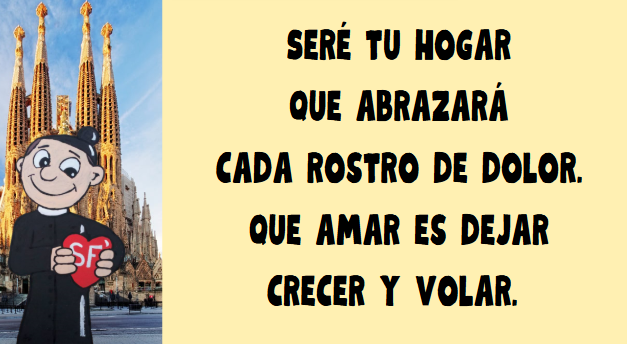 SERÉ TU HOGAR
QUE ABRAZARÁ
CADA ROSTRO DE DOLOR.
QUE AMAR ES DEJAR
CRECER Y VOLAR.
SF